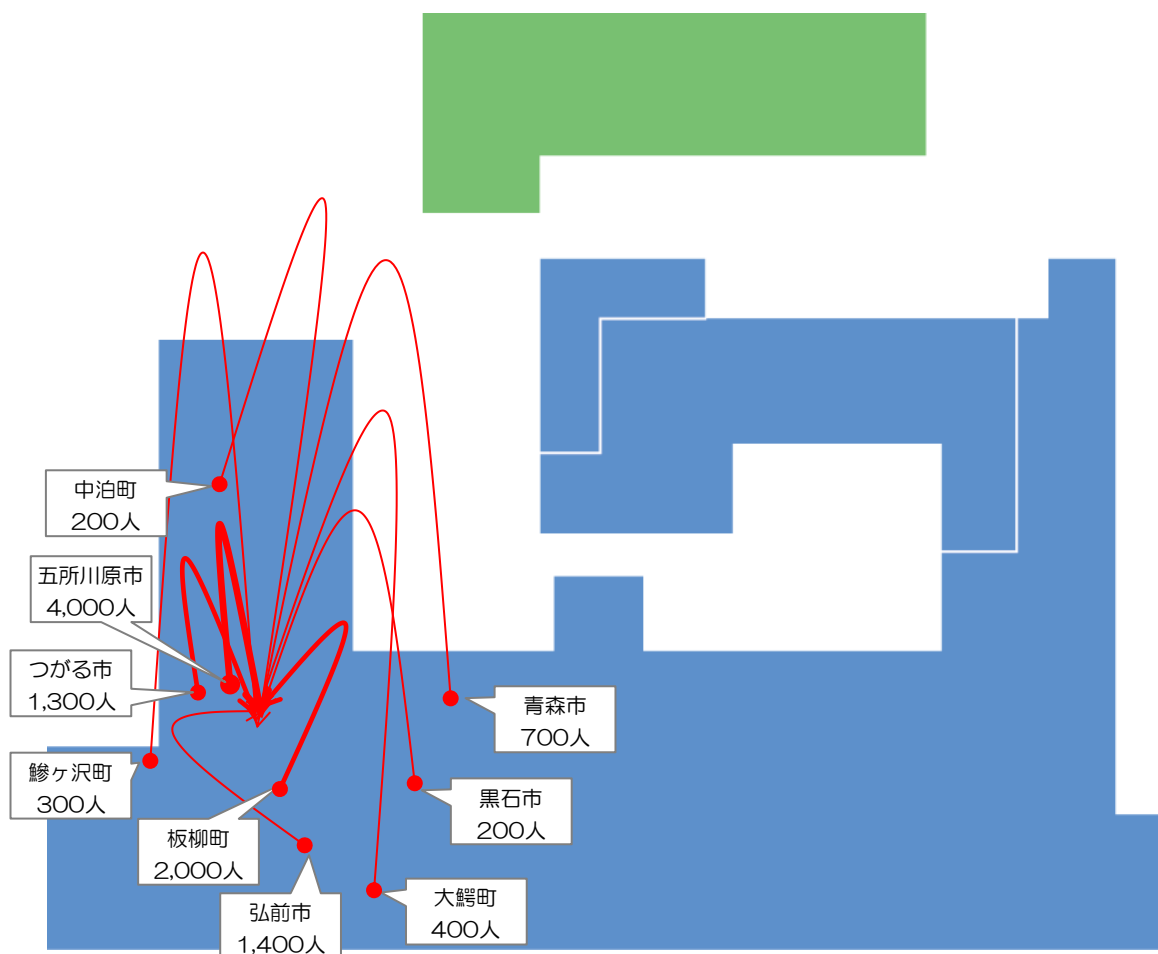 中泊町
200人
五所川原市
4,000人
つがる市
1,300人
鰺ヶ沢町
300人
板柳町
2,000人
弘前市
1,400人
大鰐町
400人
黒石市
200人
青森市
700人